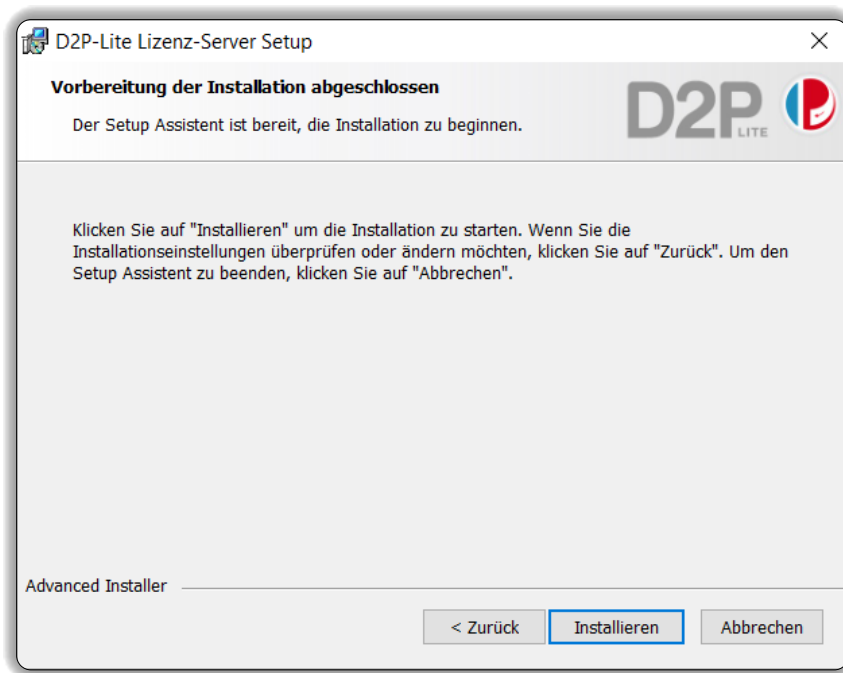 D2P-Lite Lizenz-Server Setup
Vorbereitung der Installation abgeschlossen
Der Setup Assistent ist bereit, die Installation zu beginnen.
D2P
LITE
Klicken Sie auf "Installieren" um die Installation zu starten. Wenn Sie die
Installationseinstellungen überprüfen oder ändern möchten, klicken Sie auf "Zurück". Um den
Setup Assistent zu beenden, klicken Sie auf "Abbrechen".
Advanced Installer
< Zurück
Installieren
Abbrechen